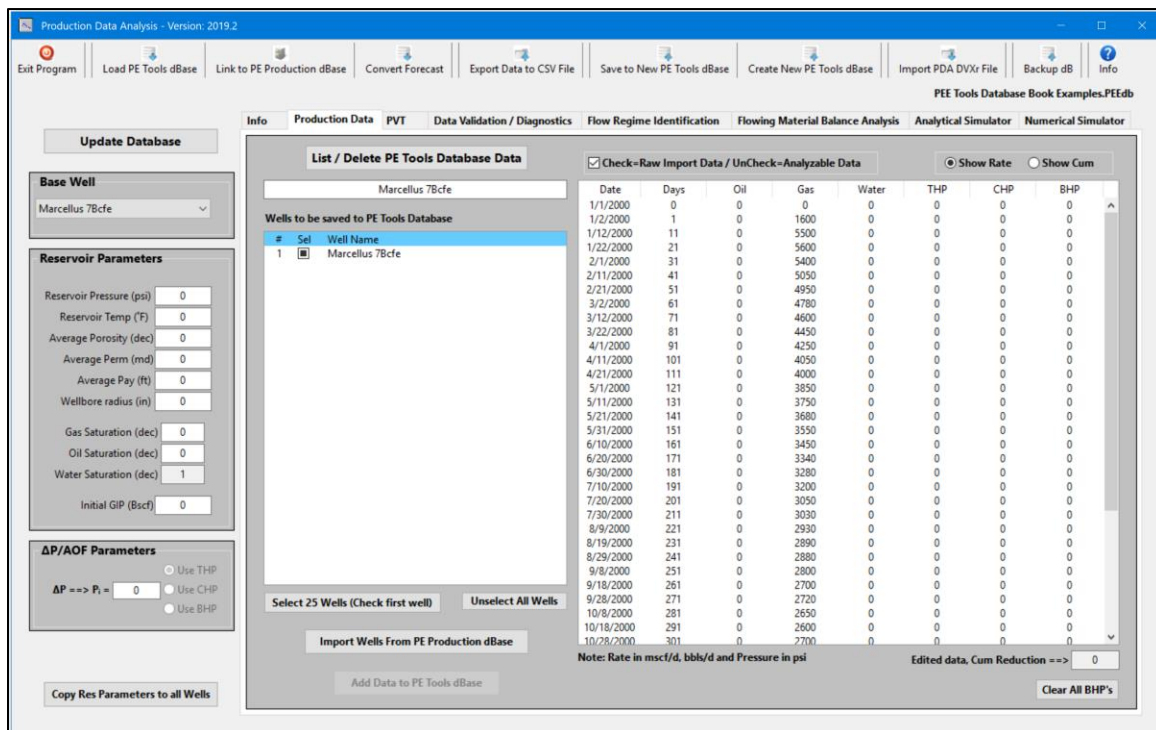 Production Data Analysis - Version: 2019.2
Exit Program Load PE Tools dBase Link to PE Production dBase Convert Forecast Export Data to CSV File Save to New PE Tools dBase Create New PE Tools dBase Import PDA DVXr File Backup dB Info
PEE Tools Database Book Examples.PEEdb
Info Production Data PVT Data Validation / Diagnostics Flow Regime Identification Flowing Material Balance Analysis Analytical Simulator Numerical Simulator
Update Database
Base Well
Marcellus 7Bcfe
Reservoir Parameters
Reservoir Pressure (psi) 0
Reservoir Temp (°F) 0
Average Porosity (dec) 0
Average Perm (md) 0
Average Pay (ft) 0
Wellbore radius (in) 0
Gas Saturation (dec) 0
Oil Saturation (dec) 0
Water Saturation (dec) 1
Initial GIP (Bscf) 0
ΔP/AOF Parameters
Use THP
ΔP ==> Pᵢ = 0 Use CHP
Use BHP
Copy Res Parameters to all Wells
List / Delete PE Tools Database Data
Marcellus 7Bcfe
Wells to be saved to PE Tools Database
# Sel Well Name
1 Marcellus 7Bcfe
Select 25 Wells (Check first well) Unselect All Wells
Import Wells From PE Production dBase
Add Data to PE Tools dBase
Check=Raw Import Data / UnCheck=Analyzable Data Show Rate Show Cum
Date Days Oil Gas Water THP CHP BHP
1/1/2000 0 0 0 0 0 0 0
1/2/2000 1 0 1600 0 0 0 0
1/12/2000 11 0 5500 0 0 0 0
1/22/2000 21 0 5600 0 0 0 0
2/1/2000 31 0 5400 0 0 0 0
2/11/2000 41 0 5050 0 0 0 0
2/21/2000 51 0 4950 0 0 0 0
3/2/2000 61 0 4780 0 0 0 0
3/12/2000 71 0 4600 0 0 0 0
3/22/2000 81 0 4450 0 0 0 0
4/1/2000 91 0 4250 0 0 0 0
4/11/2000 101 0 4050 0 0 0 0
4/21/2000 111 0 4000 0 0 0 0
5/1/2000 121 0 3850 0 0 0 0
5/11/2000 131 0 3750 0 0 0 0
5/21/2000 141 0 3680 0 0 0 0
5/31/2000 151 0 3550 0 0 0 0
6/10/2000 161 0 3450 0 0 0 0
6/20/2000 171 0 3340 0 0 0 0
6/30/2000 181 0 3280 0 0 0 0
7/10/2000 191 0 3200 0 0 0 0
7/20/2000 201 0 3050 0 0 0 0
7/30/2000 211 0 3030 0 0 0 0
8/9/2000 221 0 2930 0 0 0 0
8/19/2000 231 0 2890 0 0 0 0
8/29/2000 241 0 2880 0 0 0 0
9/8/2000 251 0 2800 0 0 0 0
9/18/2000 261 0 2700 0 0 0 0
9/28/2000 271 0 2720 0 0 0 0
10/8/2000 281 0 2650 0 0 0 0
10/18/2000 291 0 2600 0 0 0 0
10/28/2000 301 0 2700 0 0 0 0
Note: Rate in mscf/d, bbls/d and Pressure in psi Edited data, Cum Reduction ==> 0
Clear All BHP's